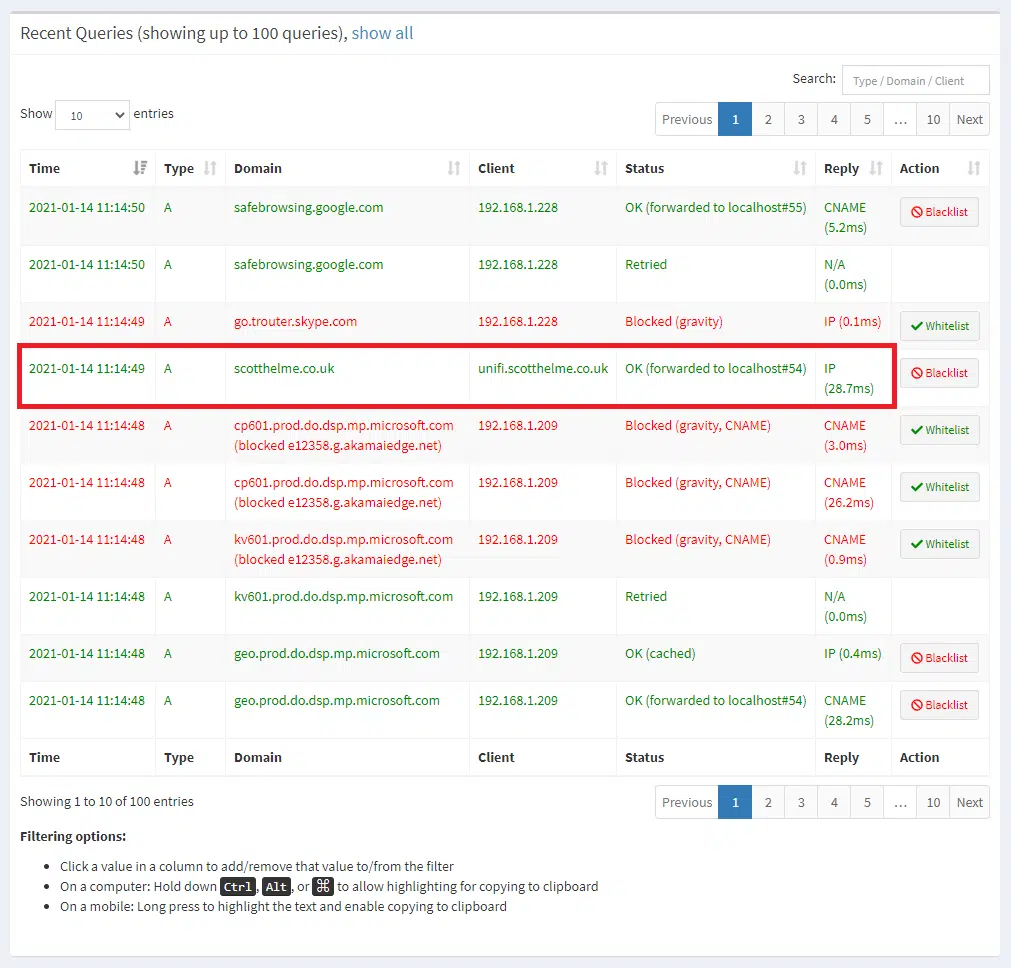 Recent Queries (showing up to 100 queries), show all
Search: Type / Domain / Client
Show 10 entries
Previous 1 2 3 4 5 ... 10 Next
Time Type Domain Client Status Reply Action
2021-01-14 11:14:50 A safebrowsing.google.com 192.168.1.228 OK (forwarded to localhost#55) CNAME Blacklist
(5.2ms)
2021-01-14 11:14:50 A safebrowsing.google.com 192.168.1.228 Retried N/A
(0.0ms)
2021-01-14 11:14:49 A go.trouter.skype.com 192.168.1.228 Blocked (gravity) IP (0.1ms) Whitelist
2021-01-14 11:14:49 A scotthelme.co.uk unifi.scotthelme.co.uk OK (forwarded to localhost#54) IP Blacklist
(28.7ms)
2021-01-14 11:14:48 A cp601.prod.do.dsp.mp.microsoft.com 192.168.1.209 Blocked (gravity, CNAME) CNAME Whitelist
(blocked e12358.g.akamaiedge.net) (3.0ms)
2021-01-14 11:14:48 A cp601.prod.do.dsp.mp.microsoft.com 192.168.1.209 Blocked (gravity, CNAME) CNAME Whitelist
(blocked e12358.g.akamaiedge.net) (26.2ms)
2021-01-14 11:14:48 A kv601.prod.do.dsp.mp.microsoft.com 192.168.1.209 Blocked (gravity, CNAME) CNAME Whitelist
(blocked e12358.g.akamaiedge.net) (0.9ms)
2021-01-14 11:14:48 A kv601.prod.do.dsp.mp.microsoft.com 192.168.1.209 Retried N/A
(0.0ms)
2021-01-14 11:14:48 A geo.prod.do.dsp.mp.microsoft.com 192.168.1.209 OK (cached) IP (0.4ms) Blacklist
2021-01-14 11:14:48 A geo.prod.do.dsp.mp.microsoft.com 192.168.1.209 OK (forwarded to localhost#54) CNAME Blacklist
(28.2ms)
Time Type Domain Client Status Reply Action
Showing 1 to 10 of 100 entries
Previous 1 2 3 4 5 ... 10 Next
Filtering options:
• Click a value in a column to add/remove that value to/from the filter
• On a computer: Hold down Ctrl, Alt, or ⌘ to allow highlighting for copying to clipboard
• On a mobile: Long press to highlight the text and enable copying to clipboard